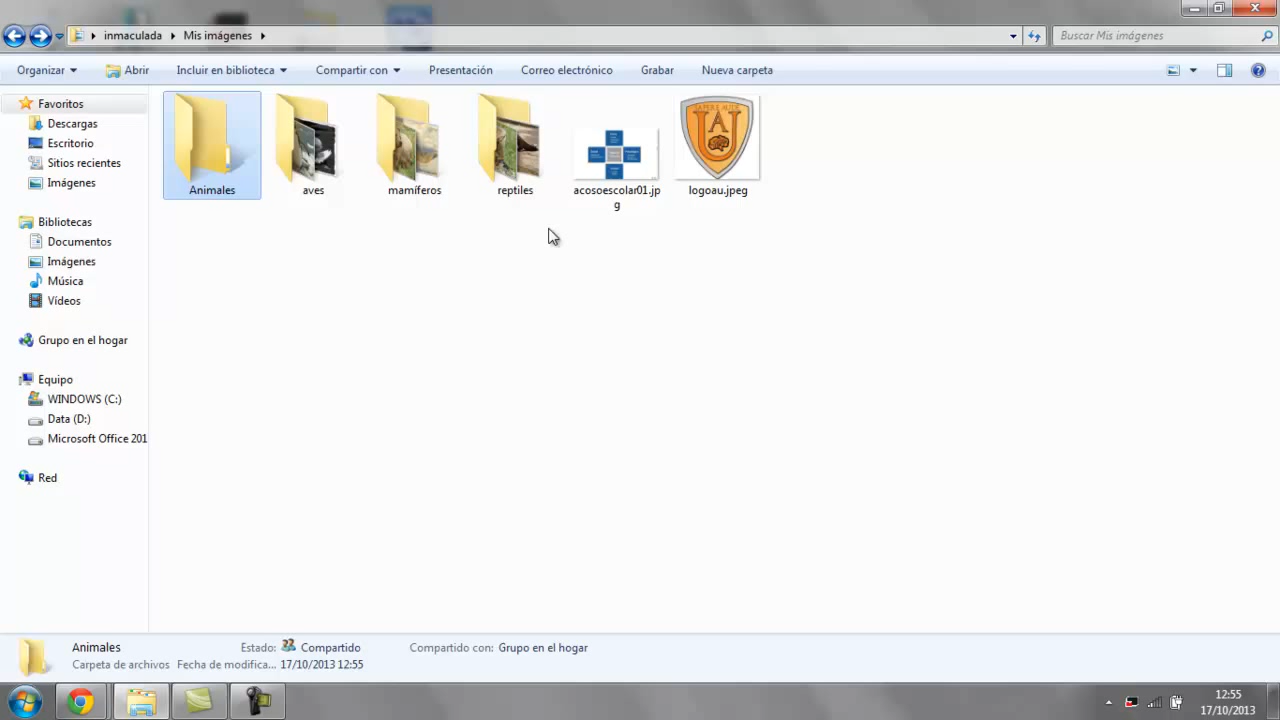 inmaculada Mis imágenes
Buscar Mis imágenes
Organizar Abrir Incluir en biblioteca Compartir con Presentación Correo electrónico Grabar Nueva carpeta
Favoritos
Descargas
Escritorio
Sitios recientes
Imágenes
Bibliotecas
Documentos
Imágenes
Música
Vídeos
Grupo en el hogar
Equipo
WINDOWS (C:)
Data (D:)
Microsoft Office 201
Red
Animales
aves
mamíferos
reptiles
acosoescolar01.jp
g
logoau.jpeg
SAPERE AUDE
Animales Estado: Compartido Compartido con: Grupo en el hogar
Carpeta de archivos Fecha de modifica... 17/10/2013 12:55
12:55
17/10/2013